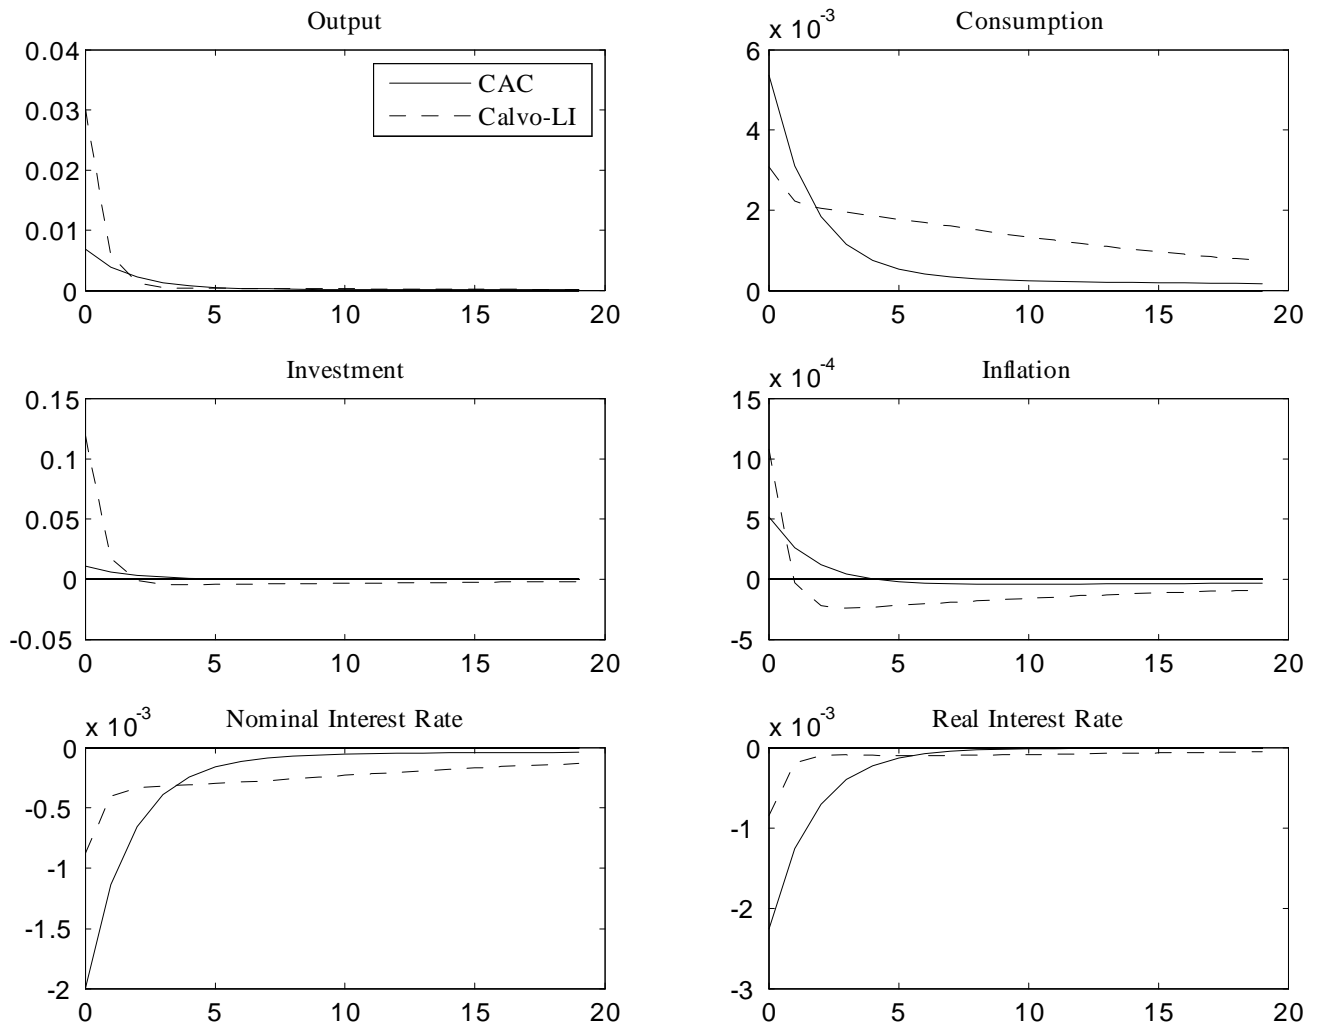 Output
0.04
0.03
0.02
0.01
0
0 5 10 15 20
CAC
Calvo-LI
Consumption
x 10-3
6
4
2
0
0 5 10 15 20
Investment
0.15
0.1
0.05
0
-0.05
0 5 10 15 20
Inflation
x 10-4
15
10
5
0
-5
0 5 10 15 20
Nominal Interest Rate
x 10-3
0
-0.5
-1
-1.5
-2
0 5 10 15 20
Real Interest Rate
x 10-3
0
-1
-2
-3
0 5 10 15 20